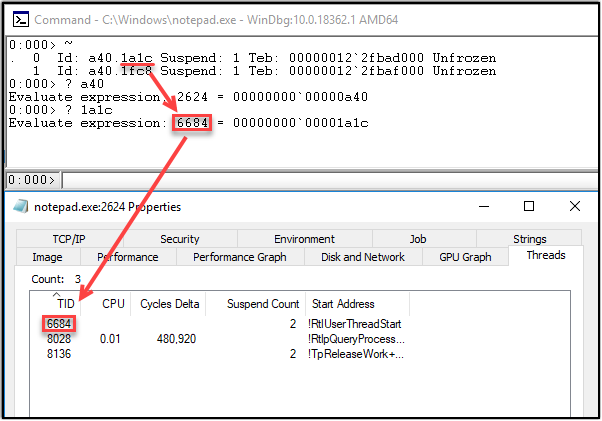 Command - C:\Windows\notepad.exe - WinDbg:10.0.18362.1 AMD64
0:000> ~
.  0  Id: a40.1a1c Suspend: 1 Teb: 00000012`2fbad000 Unfrozen
   1  Id: a40.1fc8 Suspend: 1 Teb: 00000012`2fbaf000 Unfrozen
0:000> ? a40
Evaluate expression: 2624 = 00000000`00000a40
0:000> ? 1a1c
Evaluate expression: 6684 = 00000000`00001a1c
0:000>
notepad.exe:2624 Properties
TCP/IP Security Environment Job Strings
Image Performance Performance Graph Disk and Network GPU Graph Threads
Count: 3
TID CPU Cycles Delta Suspend Count Start Address
6684 2 !RtlUserThreadStart
8028 0.01 480,920 !RtlpQueryProcess...
8136 2 !TpReleaseWork+...